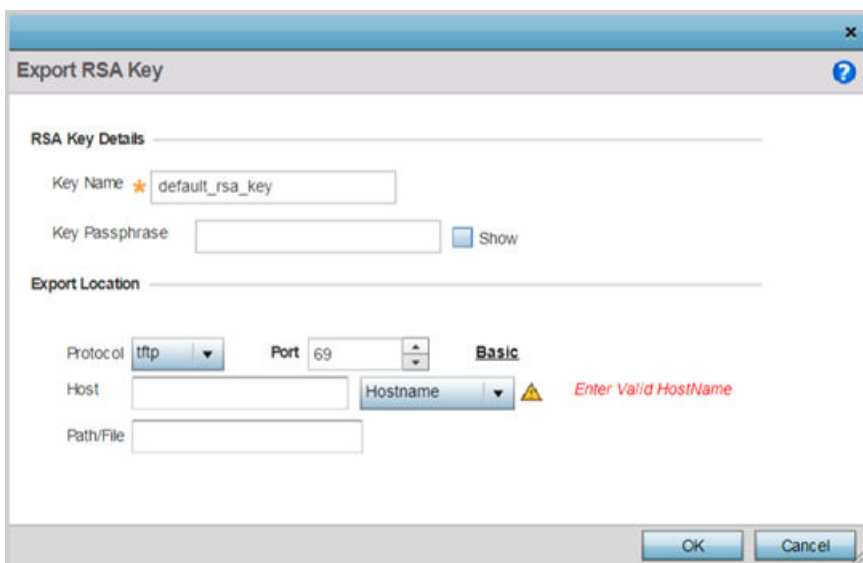 Export RSA Key
RSA Key Details
Key Name * default_rsa_key
Key Passphrase Show
Export Location
Protocol tftp Port 69 Basic
Host Hostname Enter Valid HostName
Path/File
OK Cancel